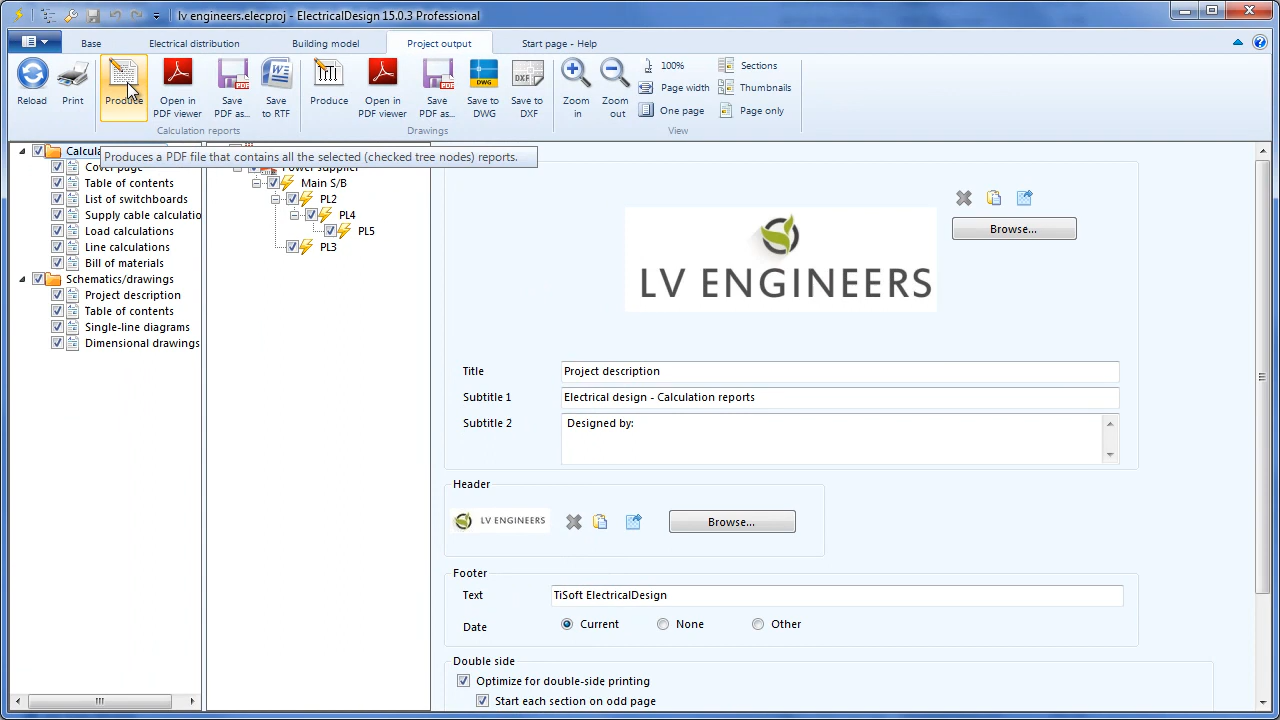 lv engineers.elecproj - ElectricalDesign 15.0.3 Professional
Base
Electrical distribution
Building model
Project output
Start page - Help
Reload
Print
Produce
Open in
PDF viewer
Save
PDF as...
Save
to RTF
Calculation reports
Produce
Open in
PDF viewer
Save
PDF as...
Save to
DWG
Save to
DXF
Drawings
Zoom
in
Zoom
out
100%
Page width
One page
Sections
Thumbnails
Page only
View
Produces a PDF file that contains all the selected (checked tree nodes) reports.
Table of contents
List of switchboards
Supply cable calculatio
Load calculations
Line calculations
Bill of materials
Schematics/drawings
Project description
Table of contents
Single-line diagrams
Dimensional drawings
Main S/B
PL2
PL4
PL5
PL3
LV ENGINEERS
Browse...
Title
Project description
Subtitle 1
Electrical design - Calculation reports
Subtitle 2
Designed by:
Header
LV ENGINEERS
Browse...
Footer
Text
TiSoft ElectricalDesign
Date
Current
None
Other
Double side
Optimize for double-side printing
Start each section on odd page